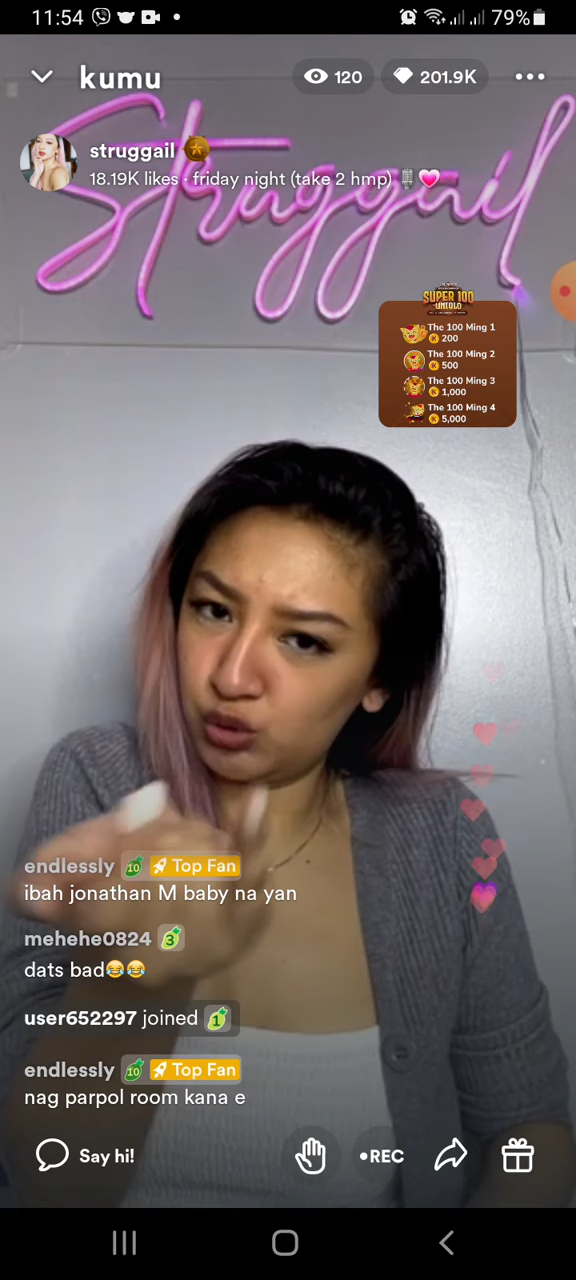 11:54
79%
kumu
120
201.9K
struggail
18.19K likes · friday night (take 2 hmp) 🎙️💗
Struggail
SUPER 100
UNTOLD
The 100 Ming 1
200
The 100 Ming 2
500
The 100 Ming 3
1,000
The 100 Ming 4
5,000
endlessly 10 Top Fan
ibah jonathan M baby na yan
mehehe0824 3
dats bad😂😂
user652297 joined 1
endlessly 10 Top Fan
nag parpol room kana e
Say hi!
•REC